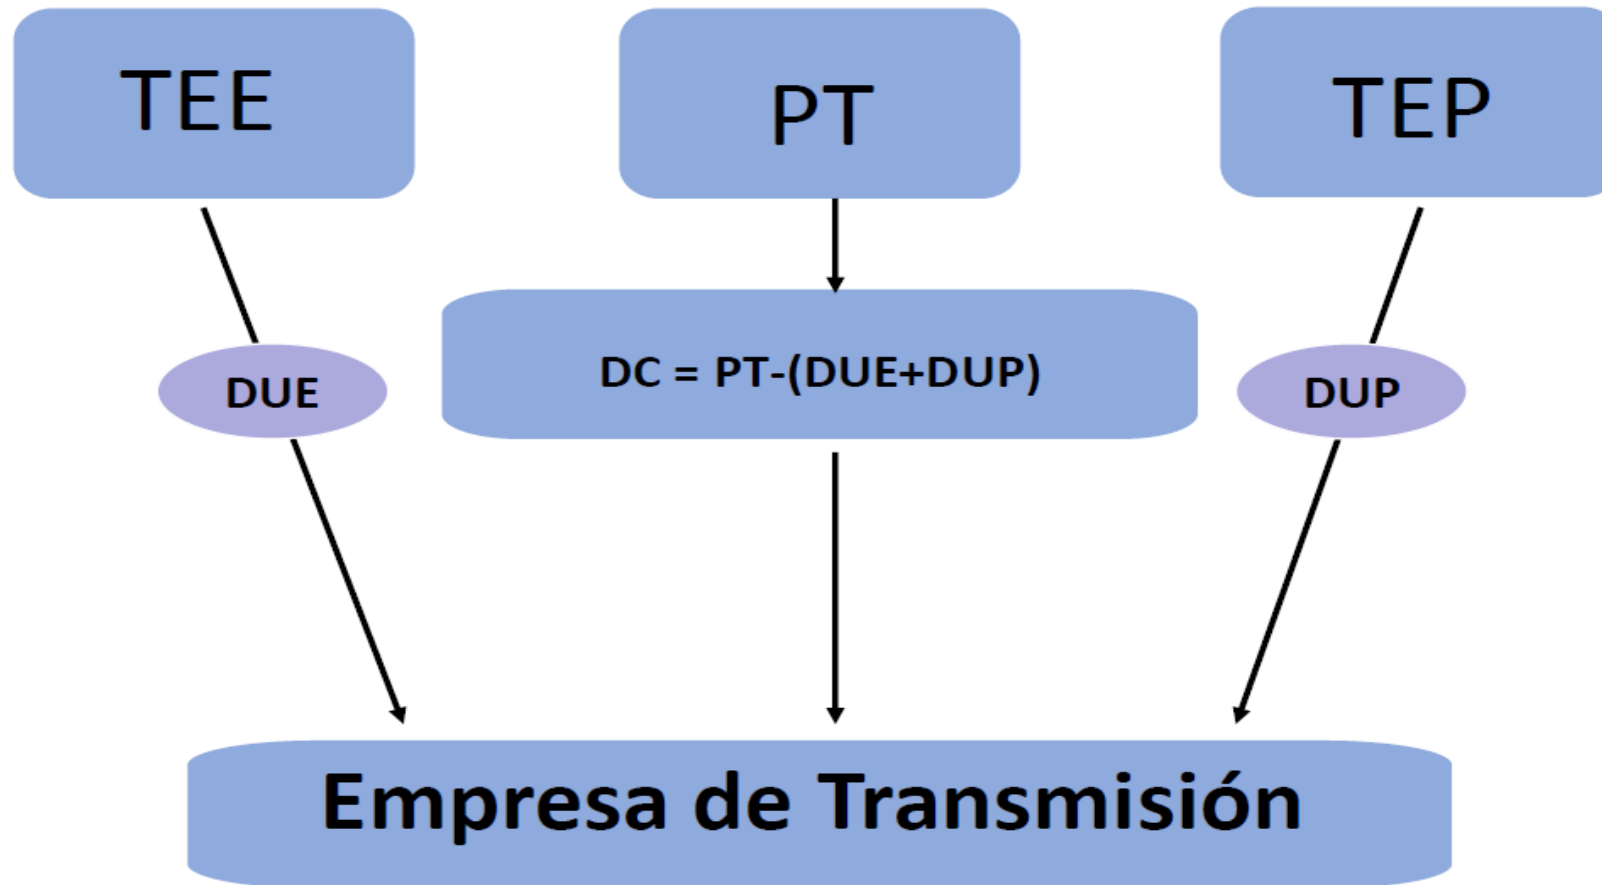 TEE
PT
TEP
DC = PT-(DUE+DUP)
DUE
DUP
Empresa de Transmisión